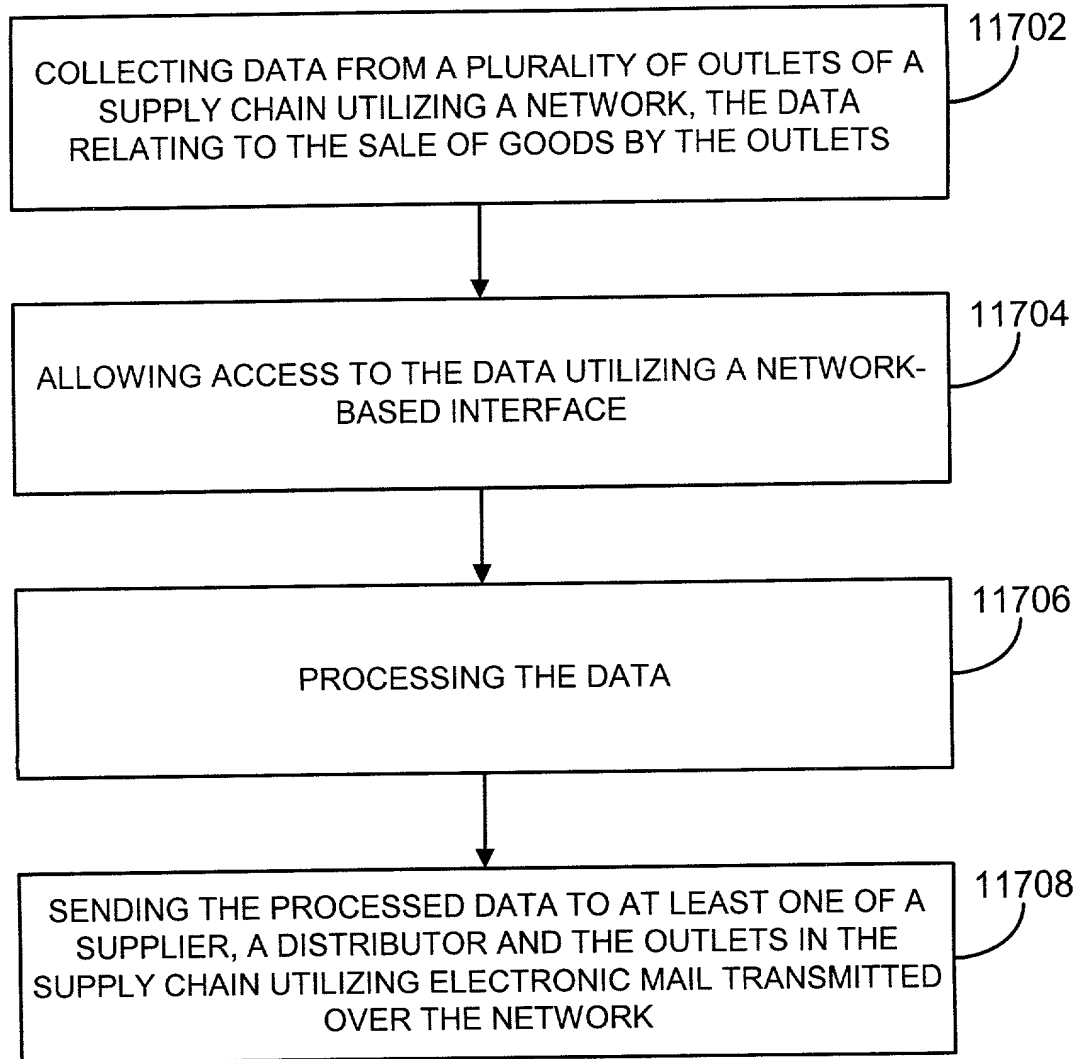 11702
COLLECTING DATA FROM A PLURALITY OF OUTLETS OF A
SUPPLY CHAIN UTILIZING A NETWORK, THE DATA
RELATING TO THE SALE OF GOODS BY THE OUTLETS
11704
ALLOWING ACCESS TO THE DATA UTILIZING A NETWORK-
BASED INTERFACE
11706
PROCESSING THE DATA
11708
SENDING THE PROCESSED DATA TO AT LEAST ONE OF A
SUPPLIER, A DISTRIBUTOR AND THE OUTLETS IN THE
SUPPLY CHAIN UTILIZING ELECTRONIC MAIL TRANSMITTED
OVER THE NETWORK